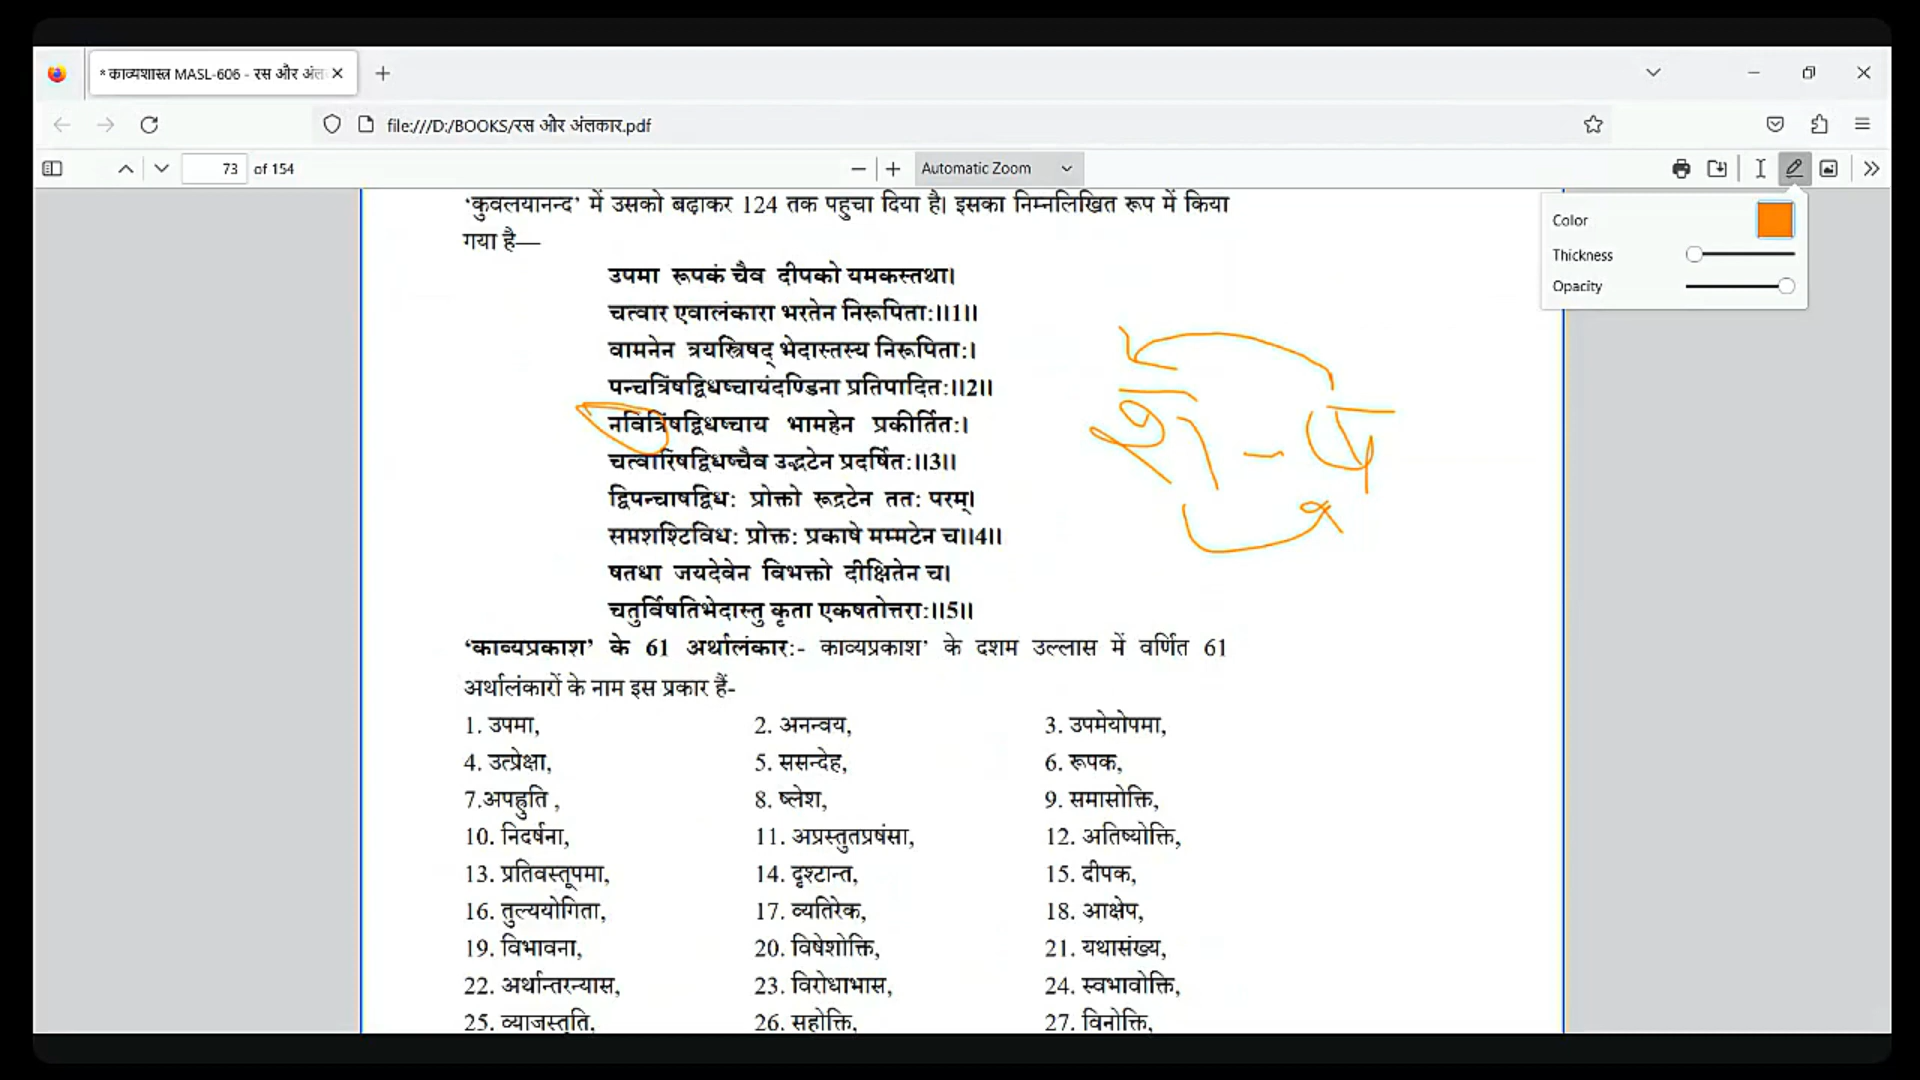 * काव्यशास्त्र MASL-606 - रस और अंल
file:///D:/BOOKS/रस और अंलकार.pdf
73 of 154
Automatic Zoom
Color
Thickness
Opacity
‘कुवलयानन्द’ में उसको बढ़ाकर 124 तक पहुचा दिया है। इसका निम्नलिखित रूप में किया
गया है—
उपमा रूपकं चैव दीपको यमकस्तथा।
चत्वार एवालंकारा भरतेन निरूपिताः।।1।।
वामनेन त्रयस्त्रिषद् भेदास्तस्य निरूपिताः।
पन्चत्रिंषद्विधष्चायंदण्डिना प्रतिपादितः।।2।।
नवित्रिंषद्विधष्चाय भामहेन प्रकीर्तितः।
चत्वारिंषद्विधष्चैव उद्भटेन प्रदर्षितः।।3।।
द्विपन्चाषद्विधः प्रोक्तो रूद्रटेन ततः परम्।
सप्तशश्टिविधः प्रोक्तः प्रकाषे मम्मटेन च।।4।।
षतधा जयदेवेन विभक्तो दीक्षितेन च।
चतुर्विषतिभेदास्तु कृता एकषतोत्तराः।।5।।
‘काव्यप्रकाश’ के 61 अर्थालंकारः- काव्यप्रकाश’ के दशम उल्लास में वर्णित 61
अर्थालंकारों के नाम इस प्रकार हैं-
1. उपमा, 2. अनन्वय, 3. उपमेयोपमा,
4. उत्प्रेक्षा, 5. ससन्देह, 6. रूपक,
7.अपह्नुति , 8. ष्लेश, 9. समासोक्ति,
10. निदर्षना, 11. अप्रस्तुतप्रषंसा, 12. अतिष्योक्ति,
13. प्रतिवस्तूपमा, 14. दृश्टान्त, 15. दीपक,
16. तुल्ययोगिता, 17. व्यतिरेक, 18. आक्षेप,
19. विभावना, 20. विषेशोक्ति, 21. यथासंख्य,
22. अर्थान्तरन्यास, 23. विरोधाभास, 24. स्वभावोक्ति,
25. व्याजस्तुति, 26. सहोक्ति, 27. विनोक्ति,